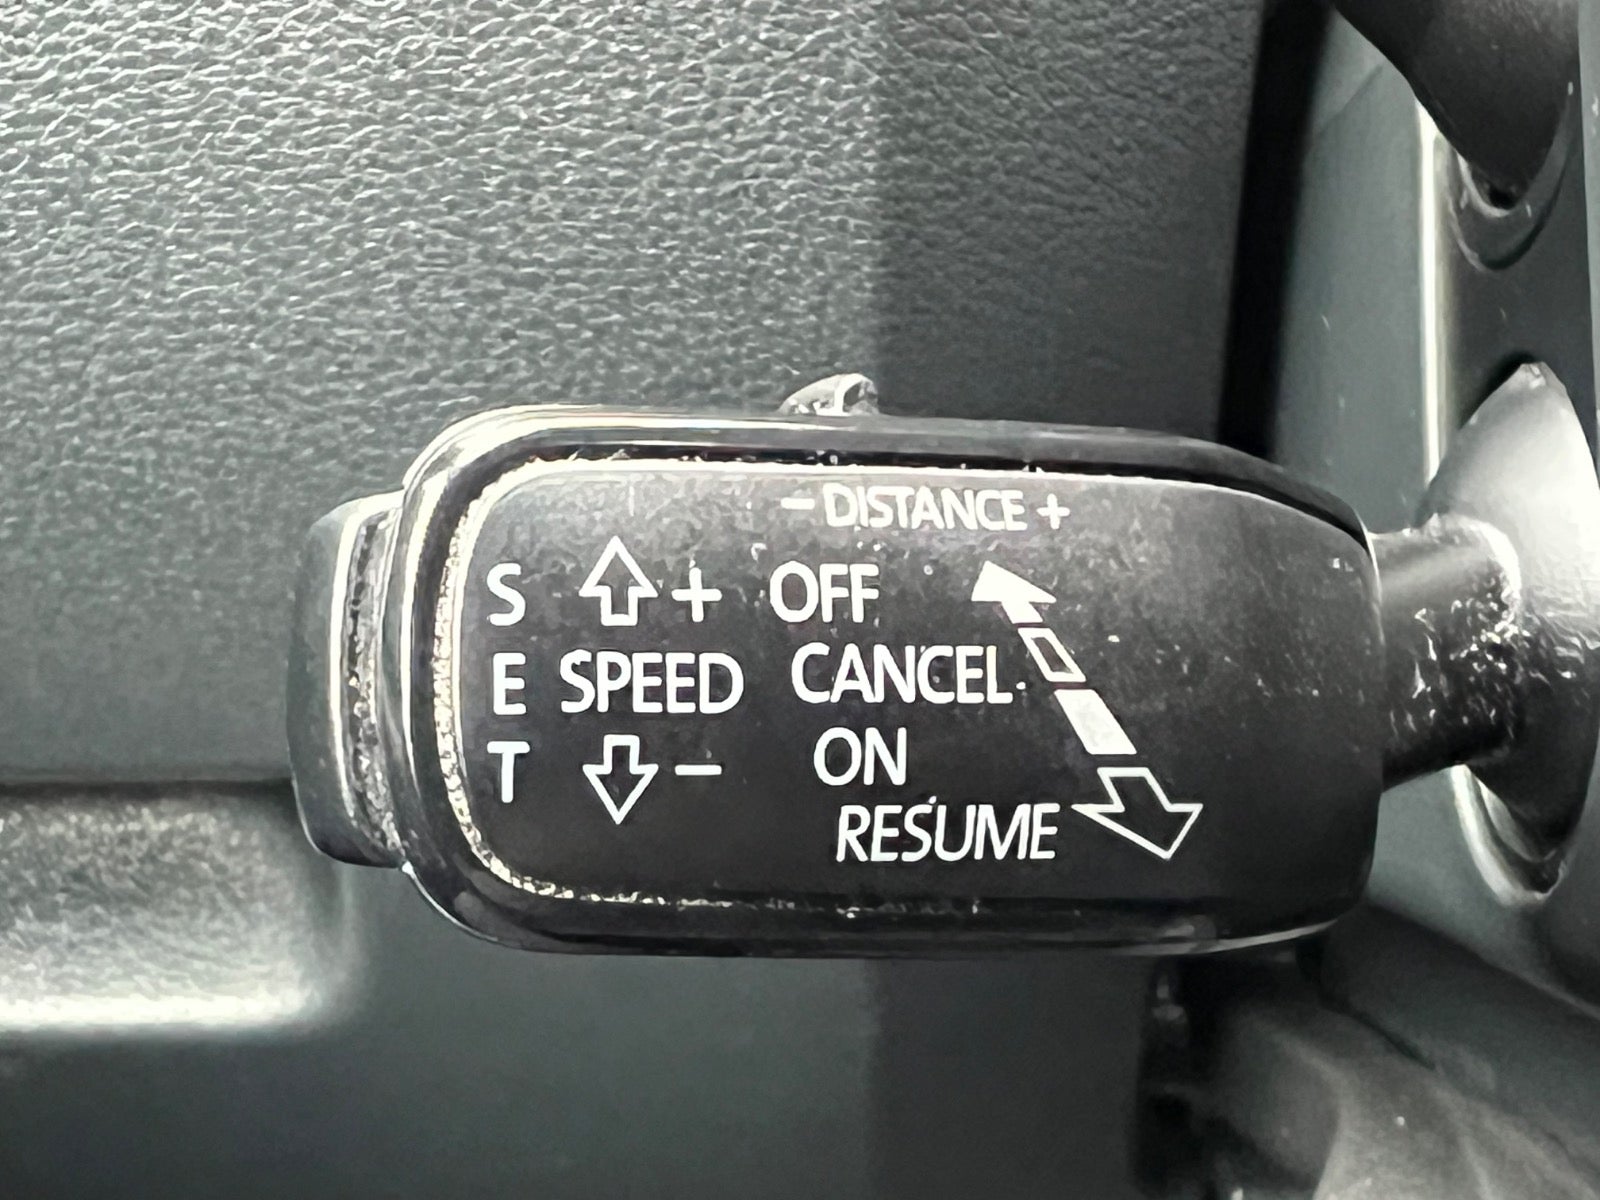 - DISTANCE +
S + OFF
E SPEED CANCEL
T - ON
RESUME